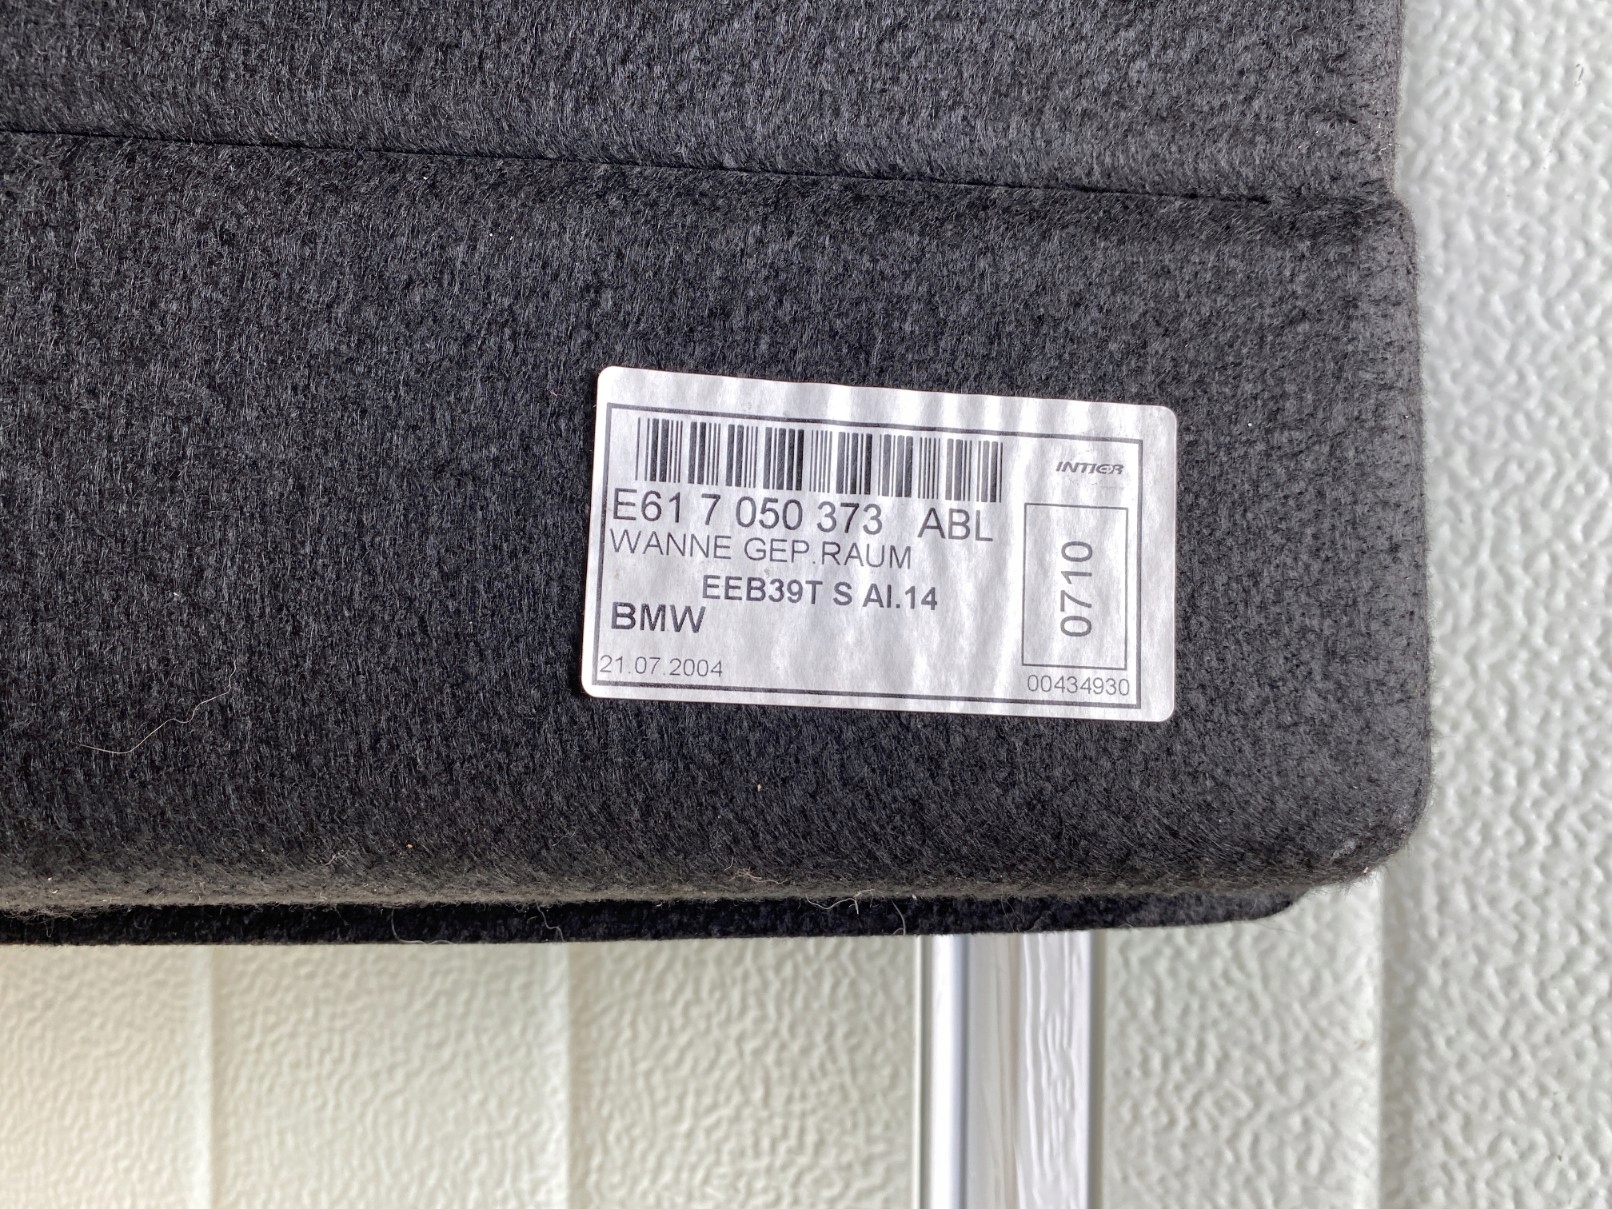 INTIER
E61 7 050 373 ABL
WANNE GEP.RAUM
EEB39T S AI.14
BMW
0710
21.07.2004
00434930